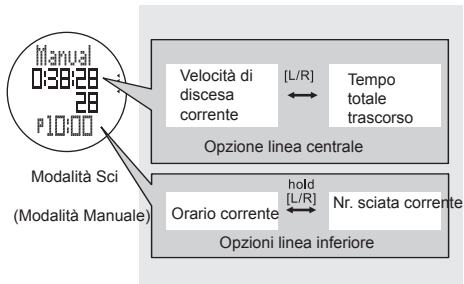 Manual
0:38:28
28
P10:00
Modalità Sci
(Modalità Manuale)
Velocità di
discesa
corrente
[L/R]
Tempo
totale
trascorso
Opzione linea centrale
Orario corrente
hold
[L/R]
Nr. sciata corrente
Opzioni linea inferiore